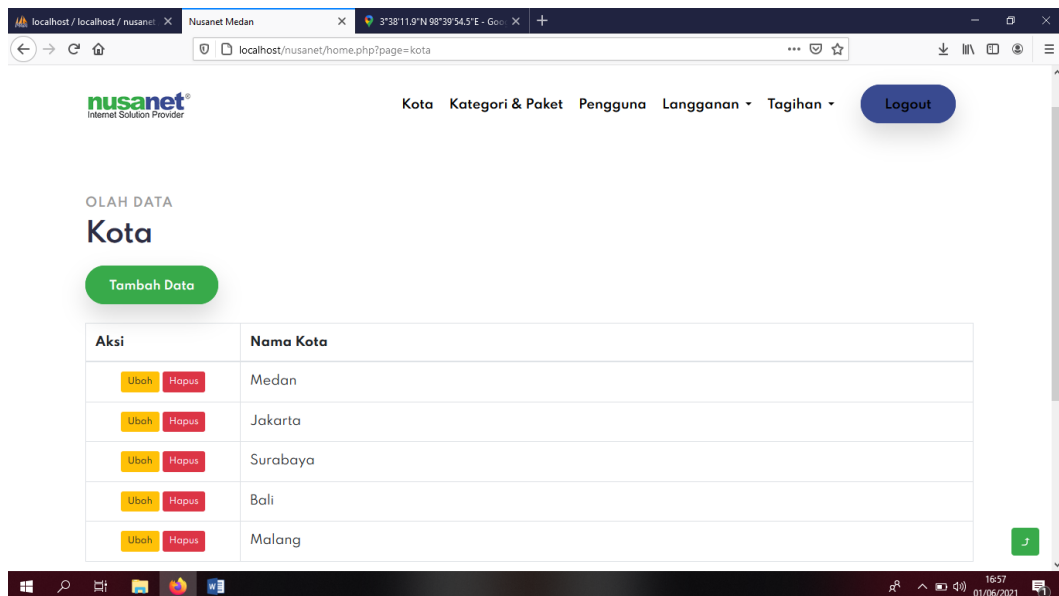 localhost / localhost / nusanet
Nusanet Medan
3°38'11.9"N 98°39'54.5"E - Goo
localhost/nusanet/home.php?page=kota
nusanet®
Internet Solution Provider
Kota Kategori & Paket Pengguna Langganan Tagihan Logout
OLAH DATA
Kota
Tambah Data
Aksi Nama Kota
Ubah Hapus Medan
Ubah Hapus Jakarta
Ubah Hapus Surabaya
Ubah Hapus Bali
Ubah Hapus Malang
16:57
01/06/2021